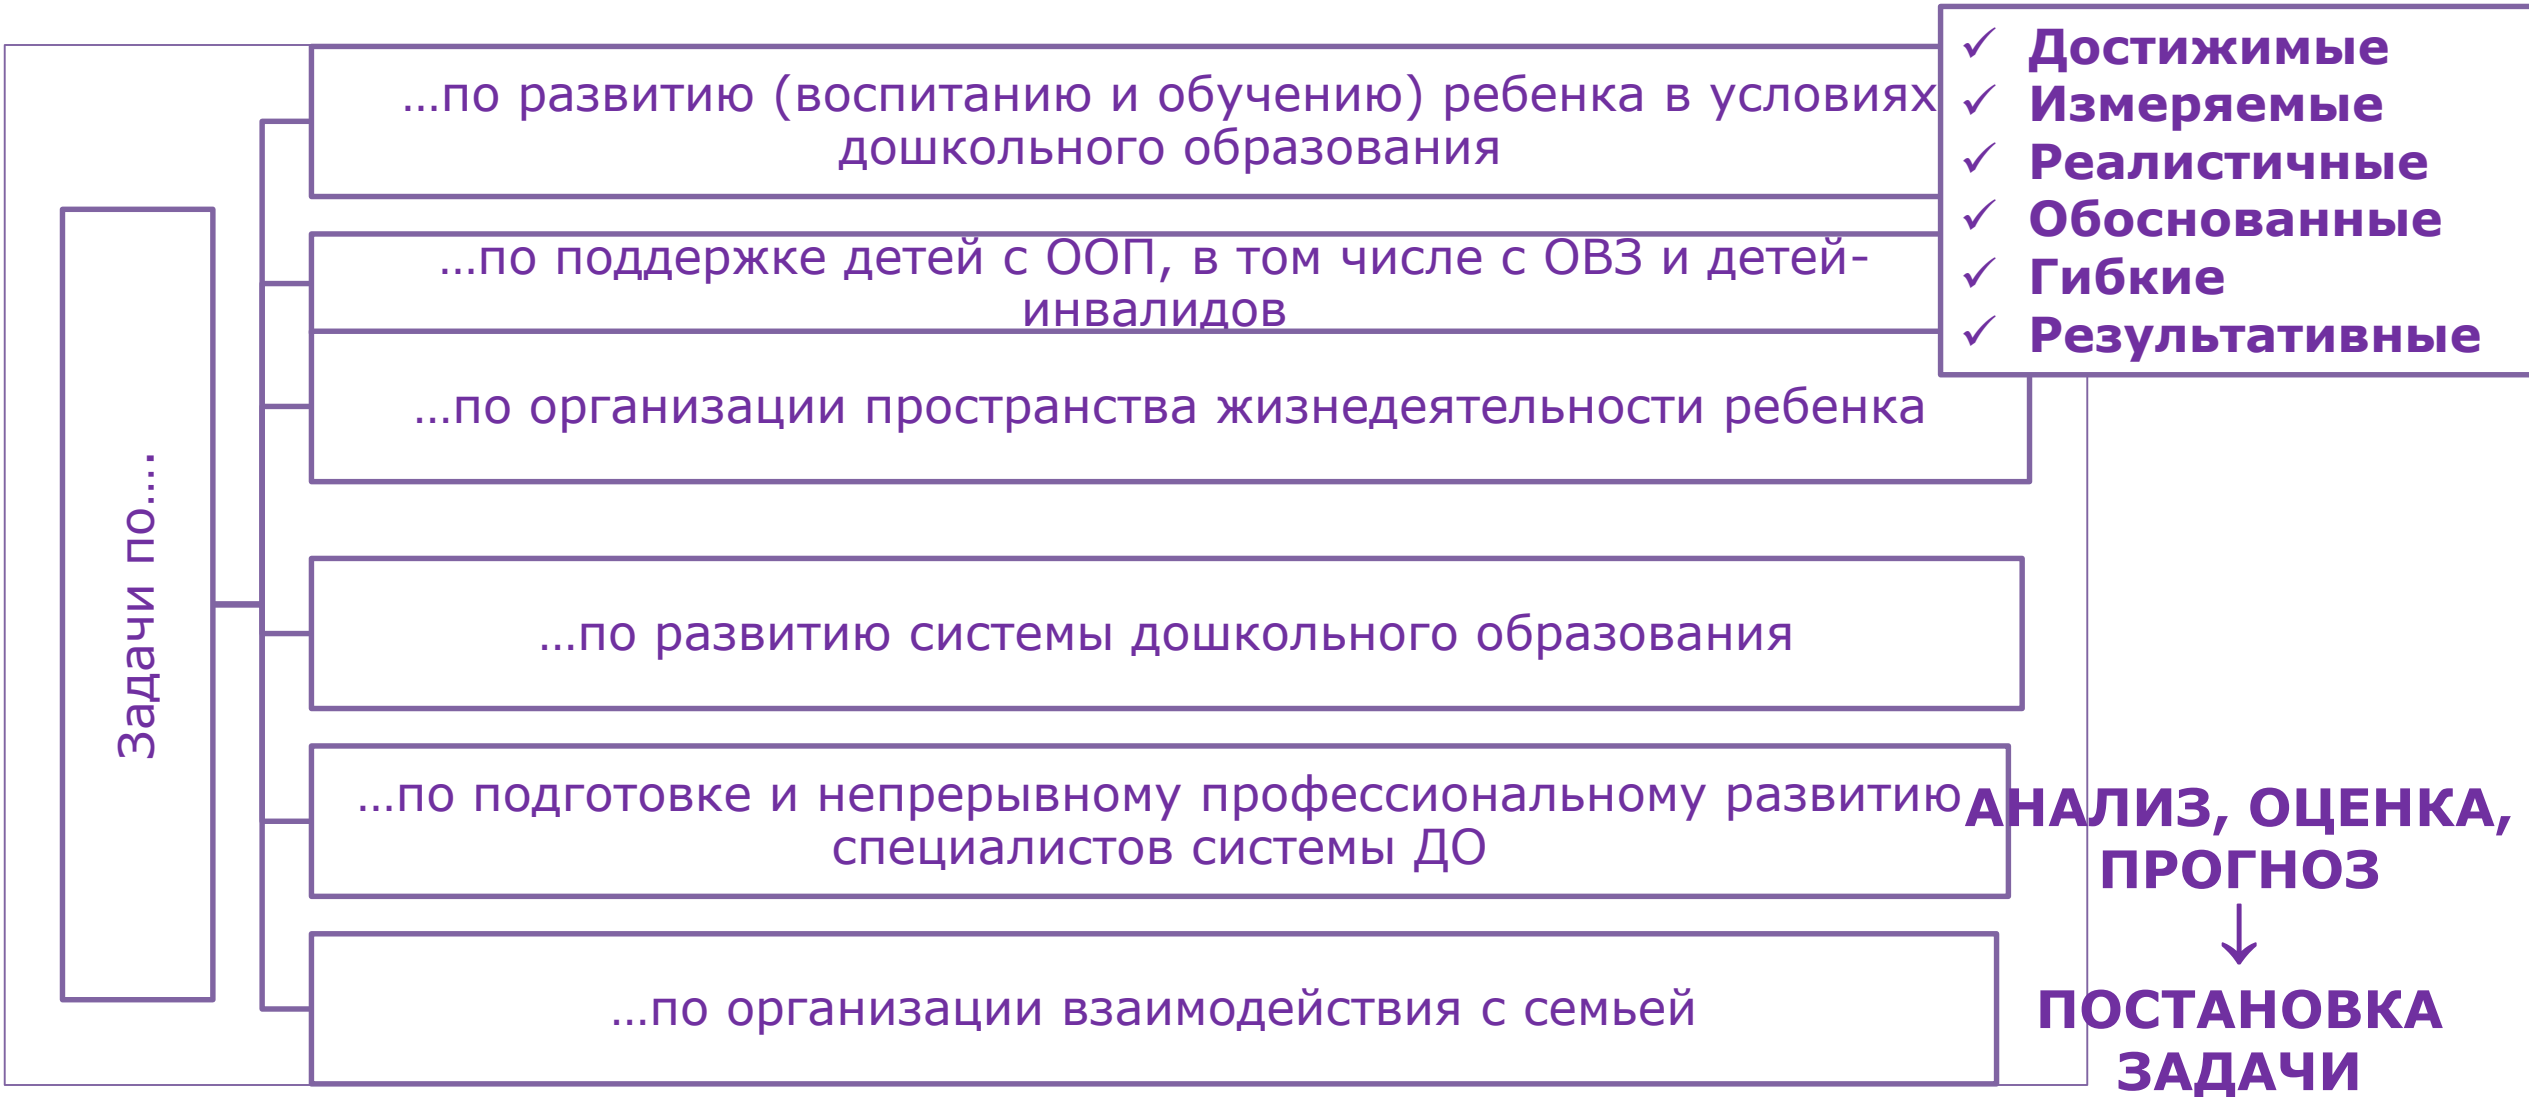 Задачи по….
…по развитию (воспитанию и обучению) ребенка в условиях
дошкольного образования
…по поддержке детей с ООП, в том числе с ОВЗ и детей-
инвалидов
…по организации пространства жизнедеятельности ребенка
…по развитию системы дошкольного образования
…по подготовке и непрерывному профессиональному развитию
специалистов системы ДО
…по организации взаимодействия с семьей
✓ Достижимые
✓ Измеряемые
✓ Реалистичные
✓ Обоснованные
✓ Гибкие
✓ Результативные
АНАЛИЗ, ОЦЕНКА,
ПРОГНОЗ
↓
ПОСТАНОВКА
ЗАДАЧИ